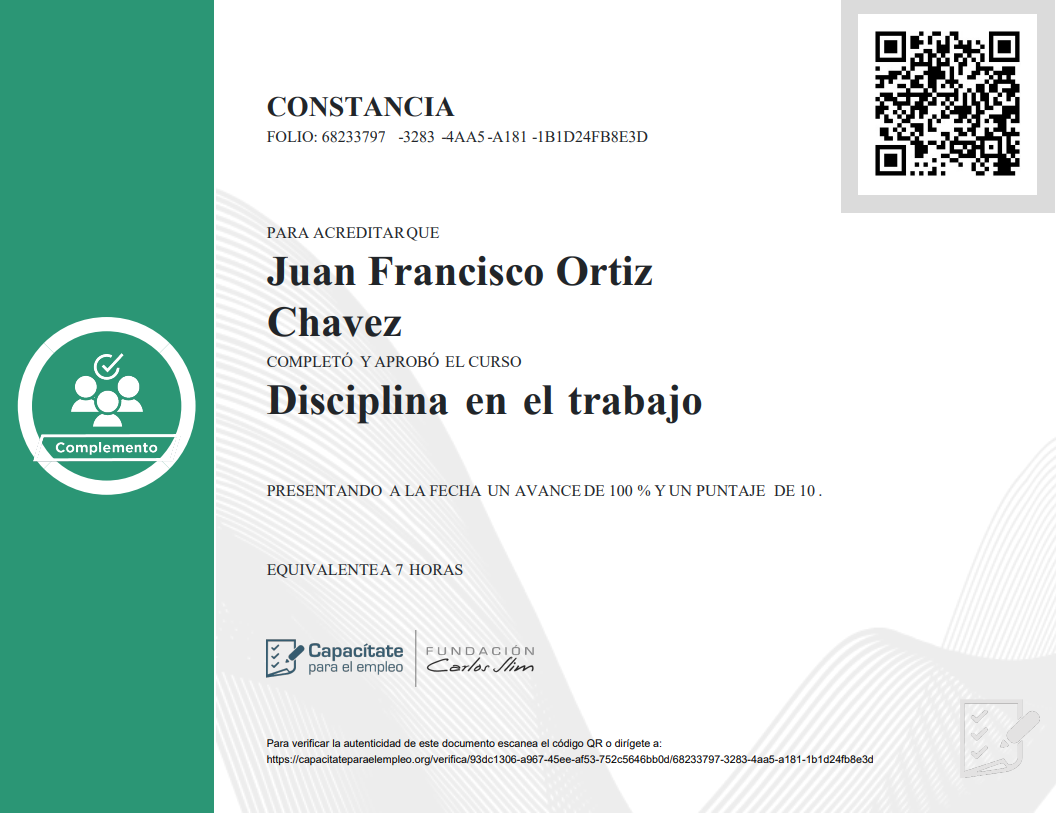 CONSTANCIA
FOLIO: 68233797 -3283 -4AA5 -A181 -1B1D24FB8E3D
PARA ACREDITAR QUE
Juan Francisco Ortiz
Chavez
COMPLETÓ Y APROBÓ EL CURSO
Disciplina en el trabajo
Complemento
PRESENTANDO A LA FECHA UN AVANCE DE 100 % Y UN PUNTAJE DE 10 .
EQUIVALENTE A 7 HORAS
Capacítate
para el empleo
FUNDACIÓN
Carlos Slim
Para verificar la autenticidad de este documento escanea el código QR o dirígete a:
https://capacitateparaelempleo.org/verifica/93dc1306-a967-45ee-af53-752c5646bb0d/68233797-3283-4aa5-a181-1b1d24fb8e3d